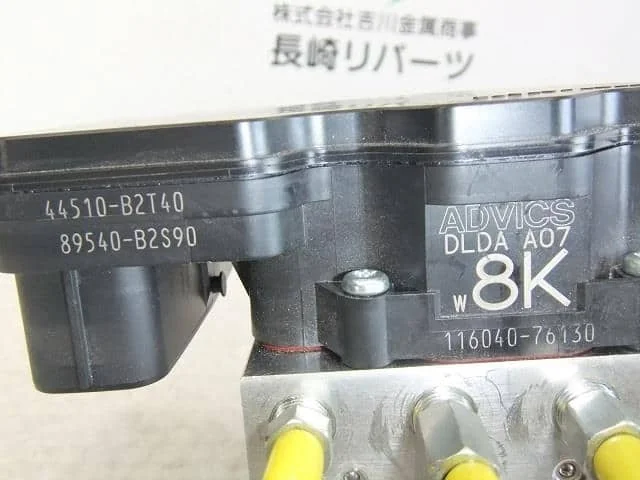 株式会社吉川金属商事
長崎リパーツ
44510-B2T40
89540-B2S90
ADVICS
DLDA A07
W 8K
116040-76130